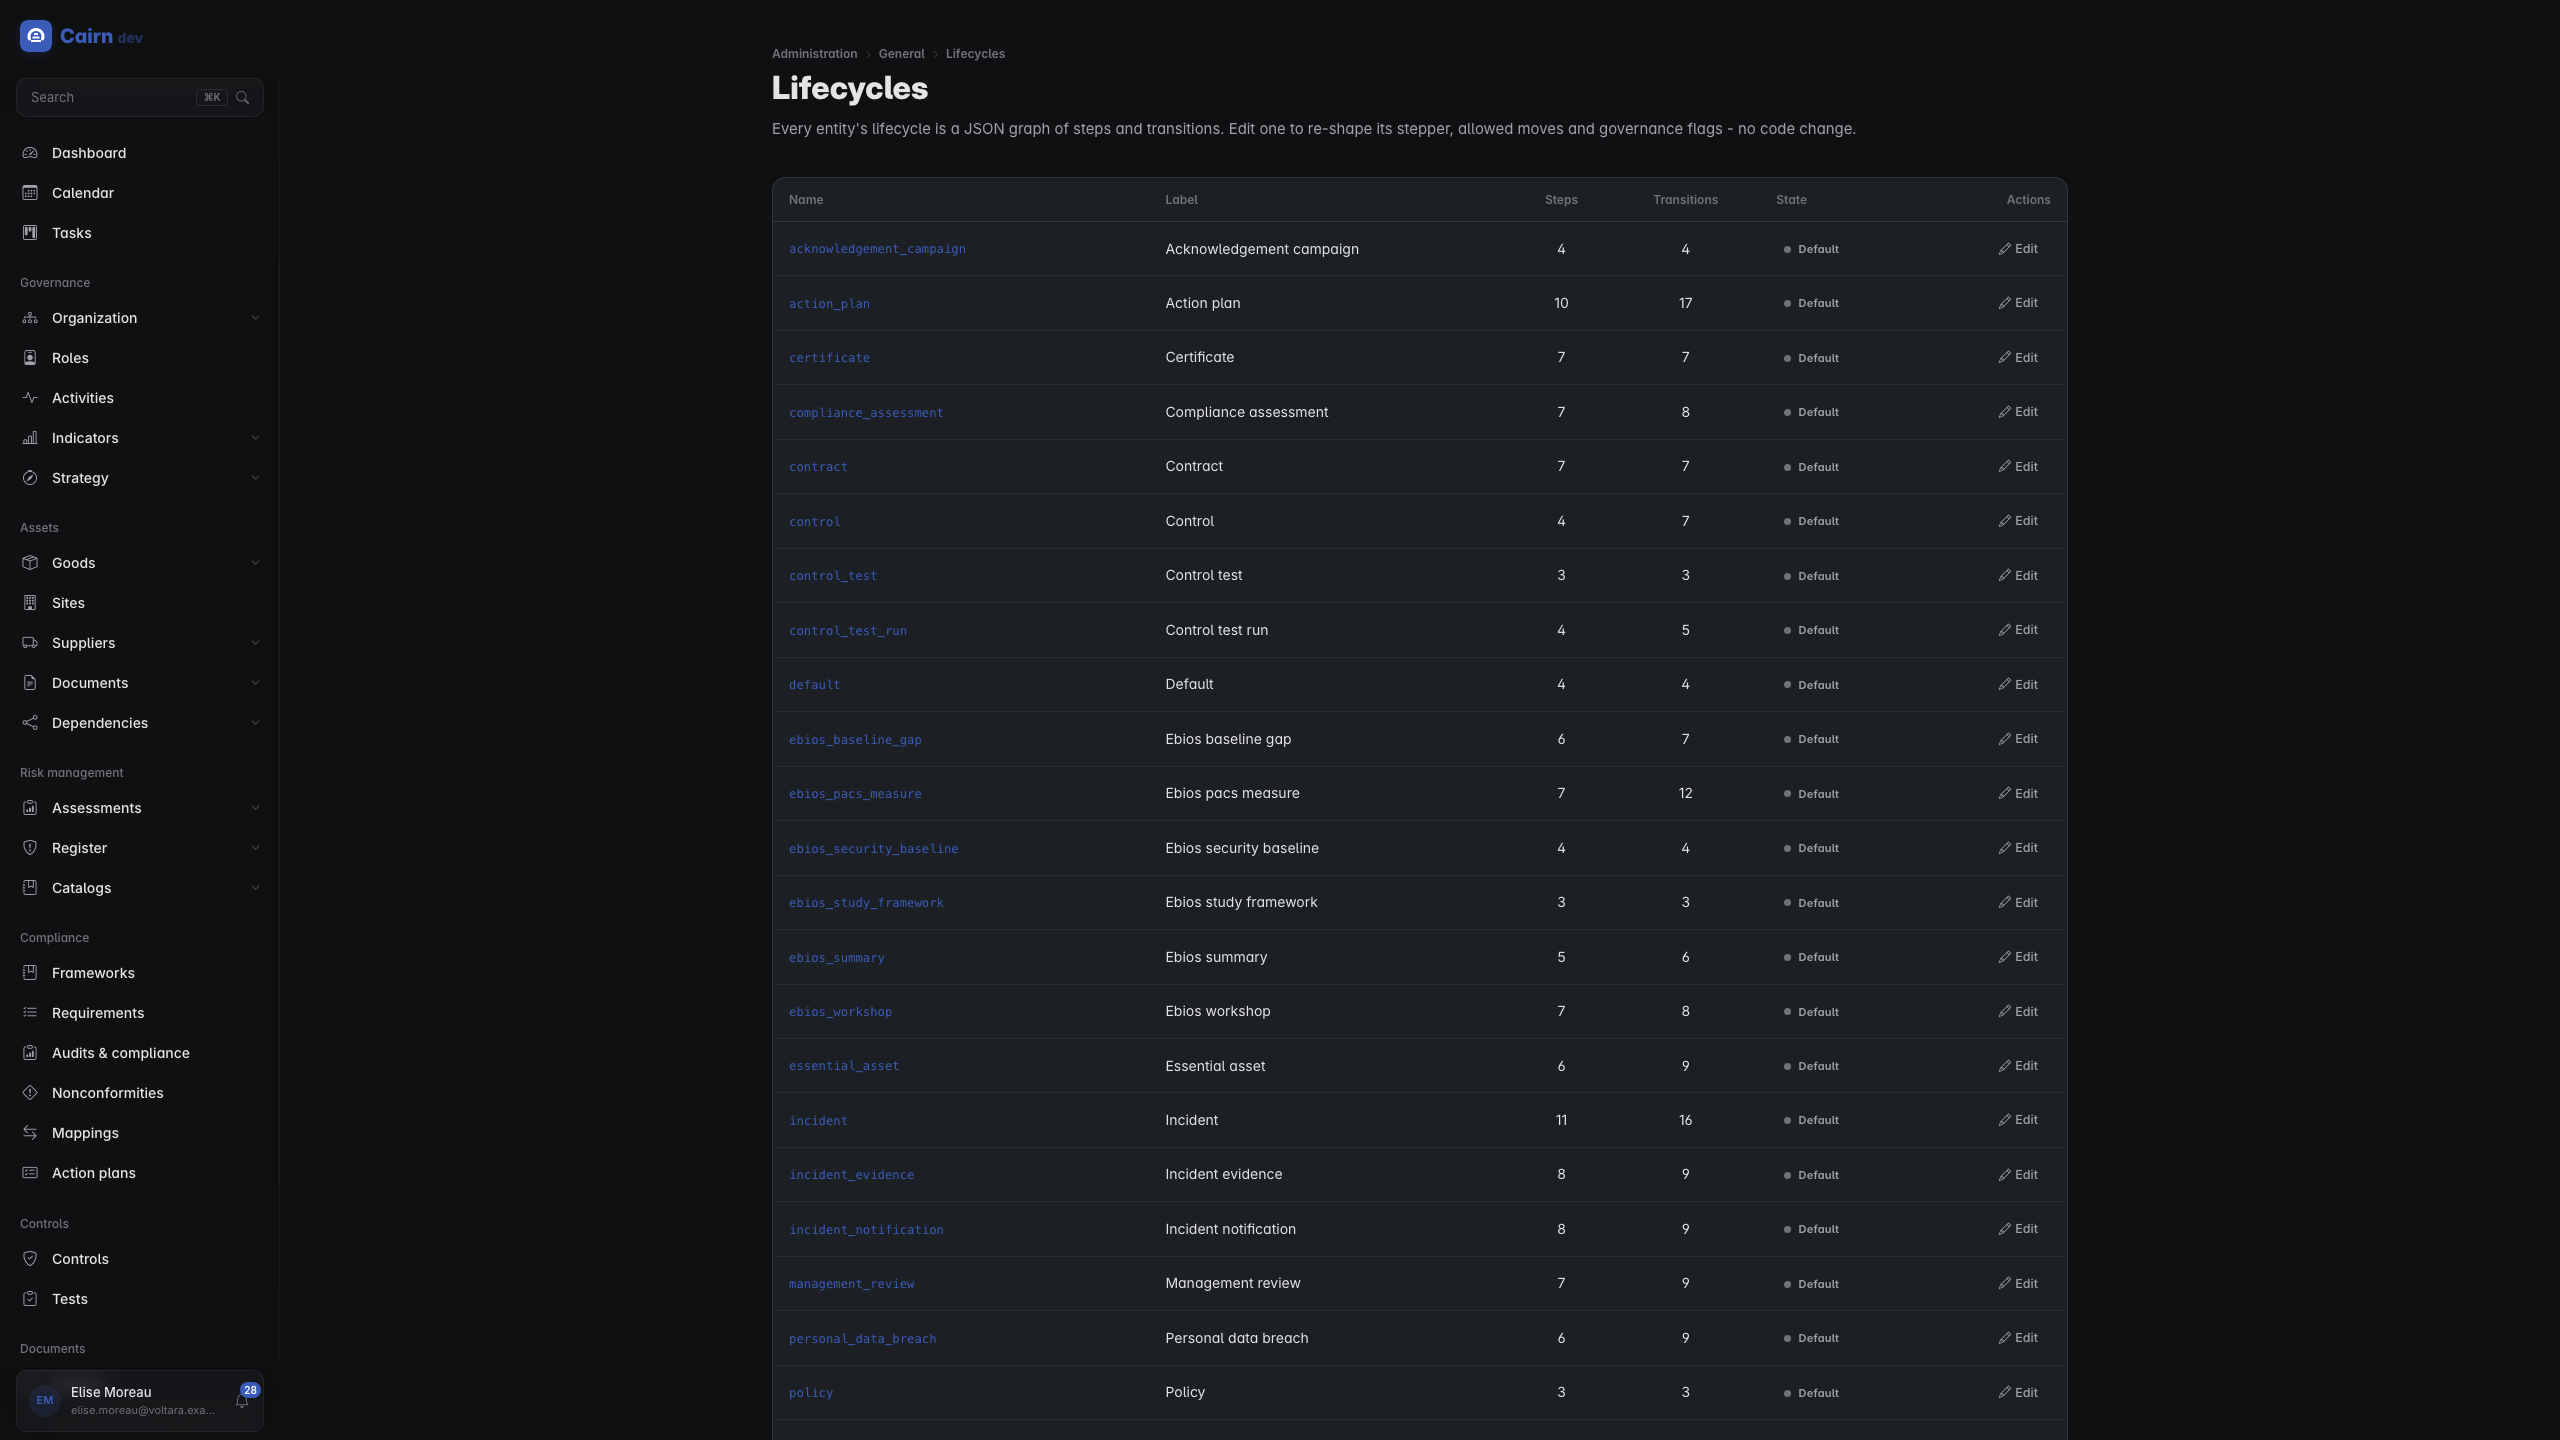 Cairn dev
Search ⌘K
Dashboard
Calendar
Tasks
Governance
Organization
Roles
Activities
Indicators
Strategy
Assets
Goods
Sites
Suppliers
Documents
Dependencies
Risk management
Assessments
Register
Catalogs
Compliance
Frameworks
Requirements
Audits & compliance
Nonconformities
Mappings
Action plans
Controls
Controls
Tests
Documents
EM Elise Moreau 28
elise.moreau@voltara.exa...
Administration > General > Lifecycles
Lifecycles
Every entity's lifecycle is a JSON graph of steps and transitions. Edit one to re-shape its stepper, allowed moves and governance flags - no code change.
Name Label Steps Transitions State Actions
acknowledgement_campaign Acknowledgement campaign 4 4 Default Edit
action_plan Action plan 10 17 Default Edit
certificate Certificate 7 7 Default Edit
compliance_assessment Compliance assessment 7 8 Default Edit
contract Contract 7 7 Default Edit
control Control 4 7 Default Edit
control_test Control test 3 3 Default Edit
control_test_run Control test run 4 5 Default Edit
default Default 4 4 Default Edit
ebios_baseline_gap Ebios baseline gap 6 7 Default Edit
ebios_pacs_measure Ebios pacs measure 7 12 Default Edit
ebios_security_baseline Ebios security baseline 4 4 Default Edit
ebios_study_framework Ebios study framework 3 3 Default Edit
ebios_summary Ebios summary 5 6 Default Edit
ebios_workshop Ebios workshop 7 8 Default Edit
essential_asset Essential asset 6 9 Default Edit
incident Incident 11 16 Default Edit
incident_evidence Incident evidence 8 9 Default Edit
incident_notification Incident notification 8 9 Default Edit
management_review Management review 7 9 Default Edit
personal_data_breach Personal data breach 6 9 Default Edit
policy Policy 3 3 Default Edit